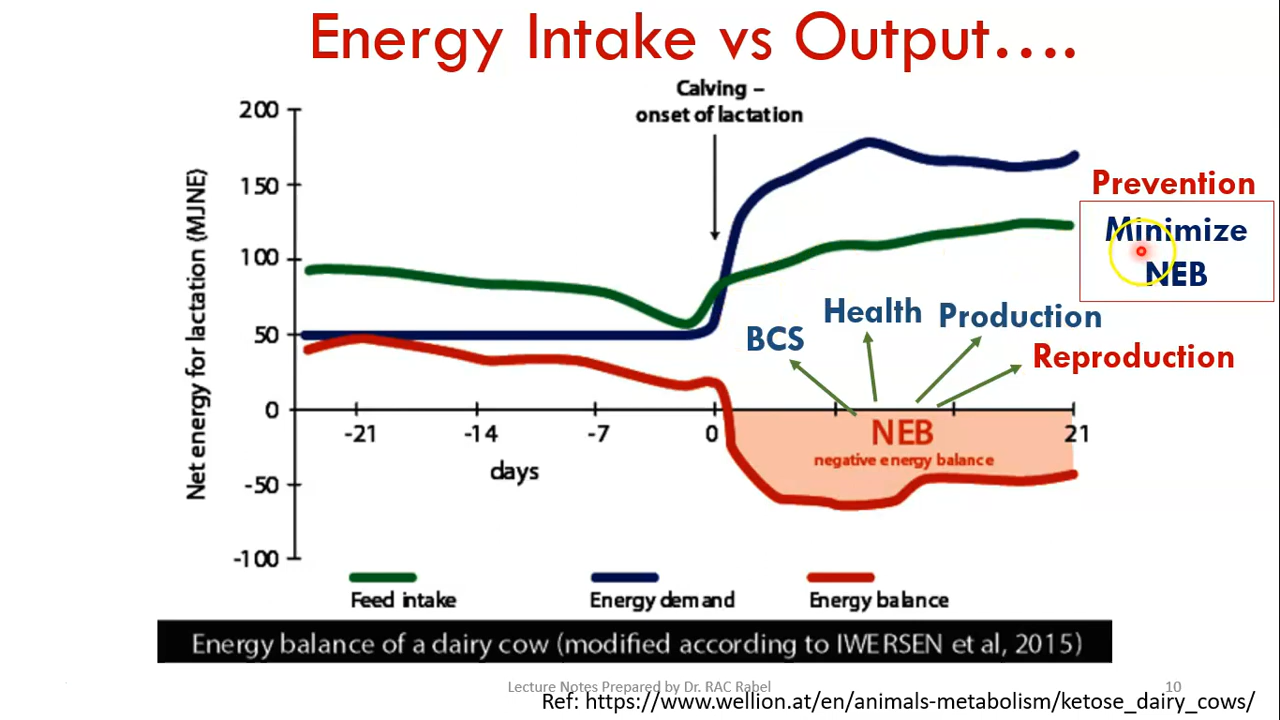 Energy Intake vs Output....
Calving –
onset of lactation
Net energy for lactation (MJNE)
200
150
100
50
0
-50
-100
-21
-14
-7
0
21
days
Prevention
Minimize
NEB
BCS
Health
Production
Reproduction
NEB
negative energy balance
Feed intake
Energy demand
Energy balance
Energy balance of a dairy cow (modified according to IWERSEN et al, 2015)
Lecture Notes Prepared by Dr. RAC Rabel
10
Ref: https://www.wellion.at/en/animals-metabolism/ketose_dairy_cows/